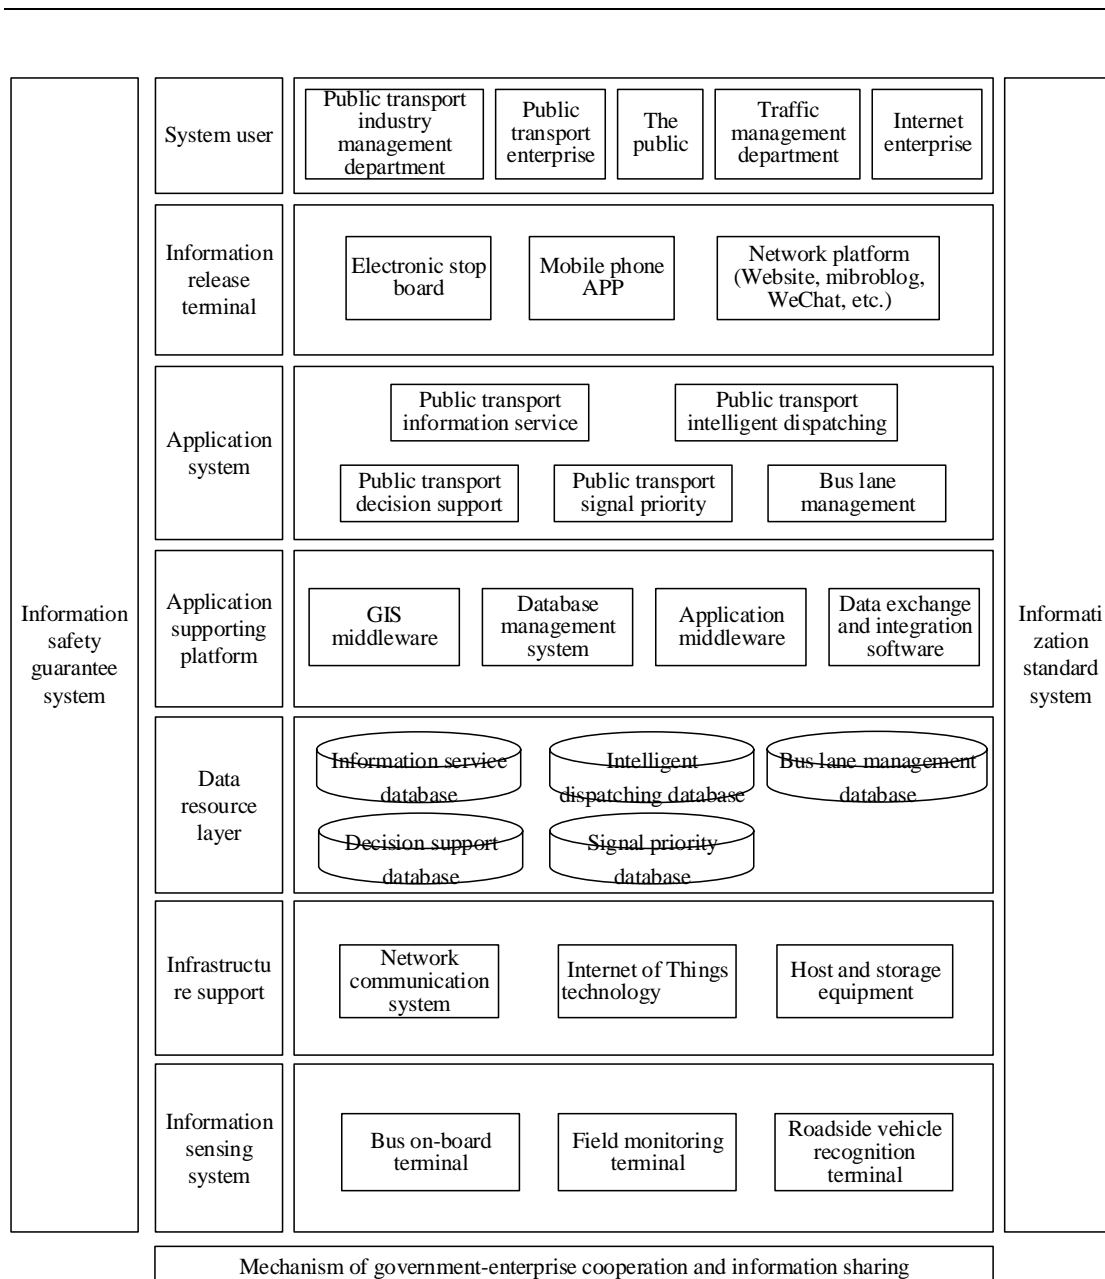 Information
safety
guarantee
system
System user
Public transport
industry
management
department
Public
transport
enterprise
The
public
Traffic
management
department
Internet
enterprise
Information
release
terminal
Electronic stop
board
Mobile phone
APP
Network platform
(Website, mibroblog,
WeChat, etc.)
Application
system
Public transport
information service
Public transport
intelligent dispatching
Public transport
decision support
Public transport
signal priority
Bus lane
management
Application
supporting
platform
GIS
middleware
Database
management
system
Application
middleware
Data exchange
and integration
software
Data
resource
layer
Information service
database
Intelligent
dispatching database
Bus lane management
database
Decision support
database
Signal priority
database
Infrastructu
re support
Network
communication
system
Internet of Things
technology
Host and storage
equipment
Information
sensing
system
Bus on-board
terminal
Field monitoring
terminal
Roadside vehicle
recognition
terminal
Informati
zation
standard
system
Mechanism of government-enterprise cooperation and information sharing